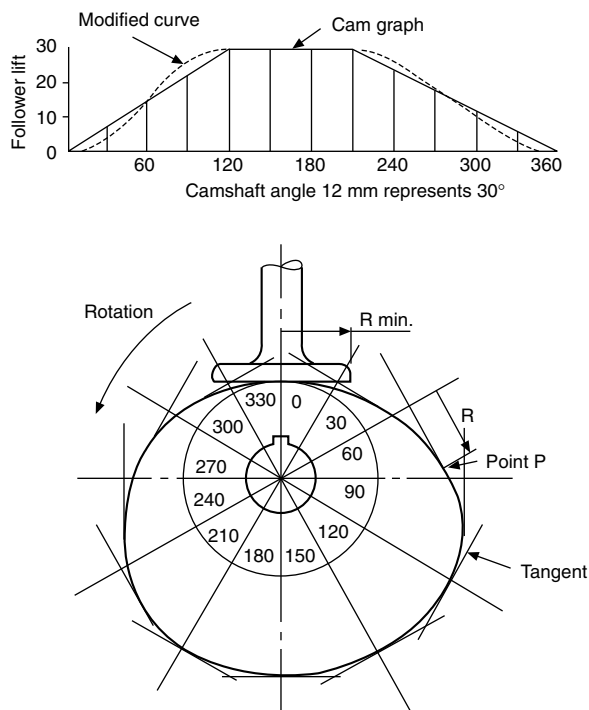 Modified curve
Cam graph
Follower lift
30
20
10
0
60
120
180
240
300
360
Camshaft angle 12 mm represents 30°
Rotation
R min.
330
0
300
30
R
60
Point P
270
90
240
210
120
180
150
Tangent